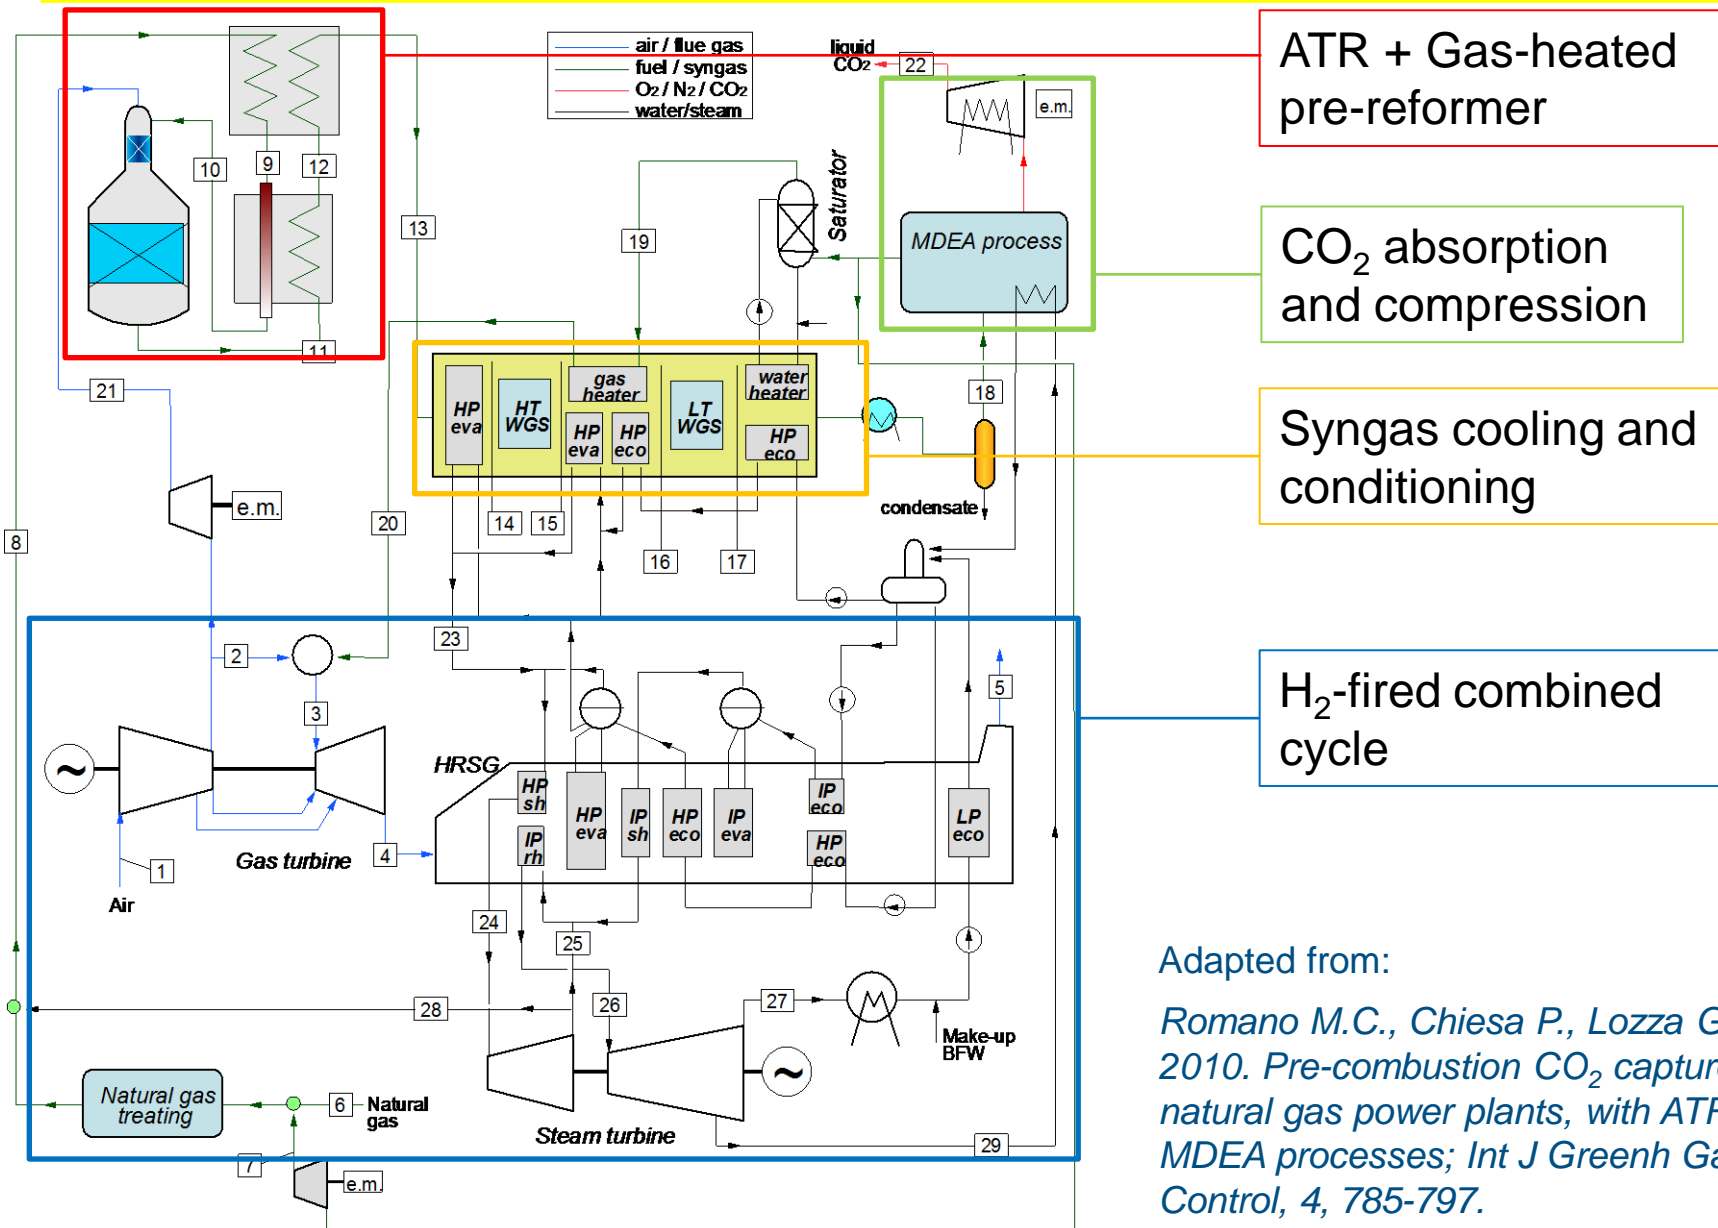 air / flue gas
fuel / syngas
O2 / N2 / CO2
water/steam
liquid
CO2
22
e.m.
ATR + Gas-heated
pre-reformer
9
10
12
11
13
19
Saturator
MDEA process
CO2 absorption
and compression
21
HP
eva
HT
WGS
gas
heater
HP
eva
HP
eco
LT
WGS
water
heater
HP
eco
18
Syngas cooling and
conditioning
condensate
e.m.
8
20
14
15
16
17
23
2
3
5
H2-fired combined
cycle
~
HRSG
HP
sh
IP
rh
HP
eva
IP
sh
HP
eco
IP
eva
IP
eco
HP
eco
LP
eco
Gas turbine
4
1
Air
24
25
26
27
28
Make-up
BFW
~
Steam turbine
29
Natural gas
treating
6
Natural
gas
7
e.m.
Adapted from:
Romano M.C., Chiesa P., Lozza G
2010. Pre-combustion CO2 capture
natural gas power plants, with ATR
MDEA processes; Int J Greenh Ga
Control, 4, 785-797.